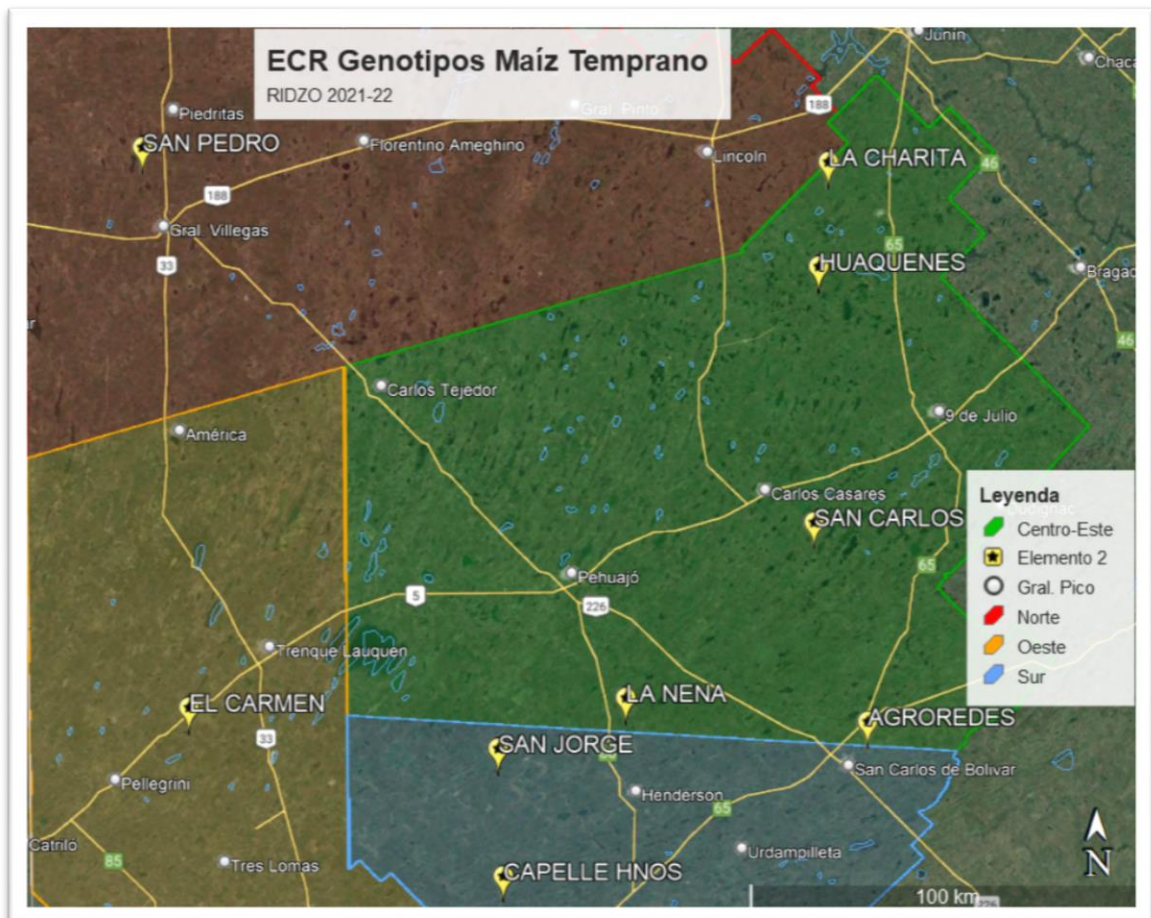 ECR Genotipos Maíz Temprano
RIDZO 2021-22
Junín
Piedritas
Gral. Pinto
188
SAN PEDRO
Florentino Ameghino
Lincoln
LA CHARITA
46
188
Gral. Villegas
33
65
HUAQUENES
46
Carlos Tejedor
9 de Julio
América
Carlos Casares
SAN CARLOS
Pehuajó
5
226
65
Leyenda
Centro-Este
Elemento 2
Gral. Pico
Norte
Oeste
Sur
Trenque Lauquen
EL CARMEN
LA NENA
33
AGROREDES
SAN JORGE
San Carlos de Bolivar
Pellegrini
Henderson
65
Catriló
85
Tres Lomas
Urdampilleta
CAPELLE HNOS
100 km
226
N